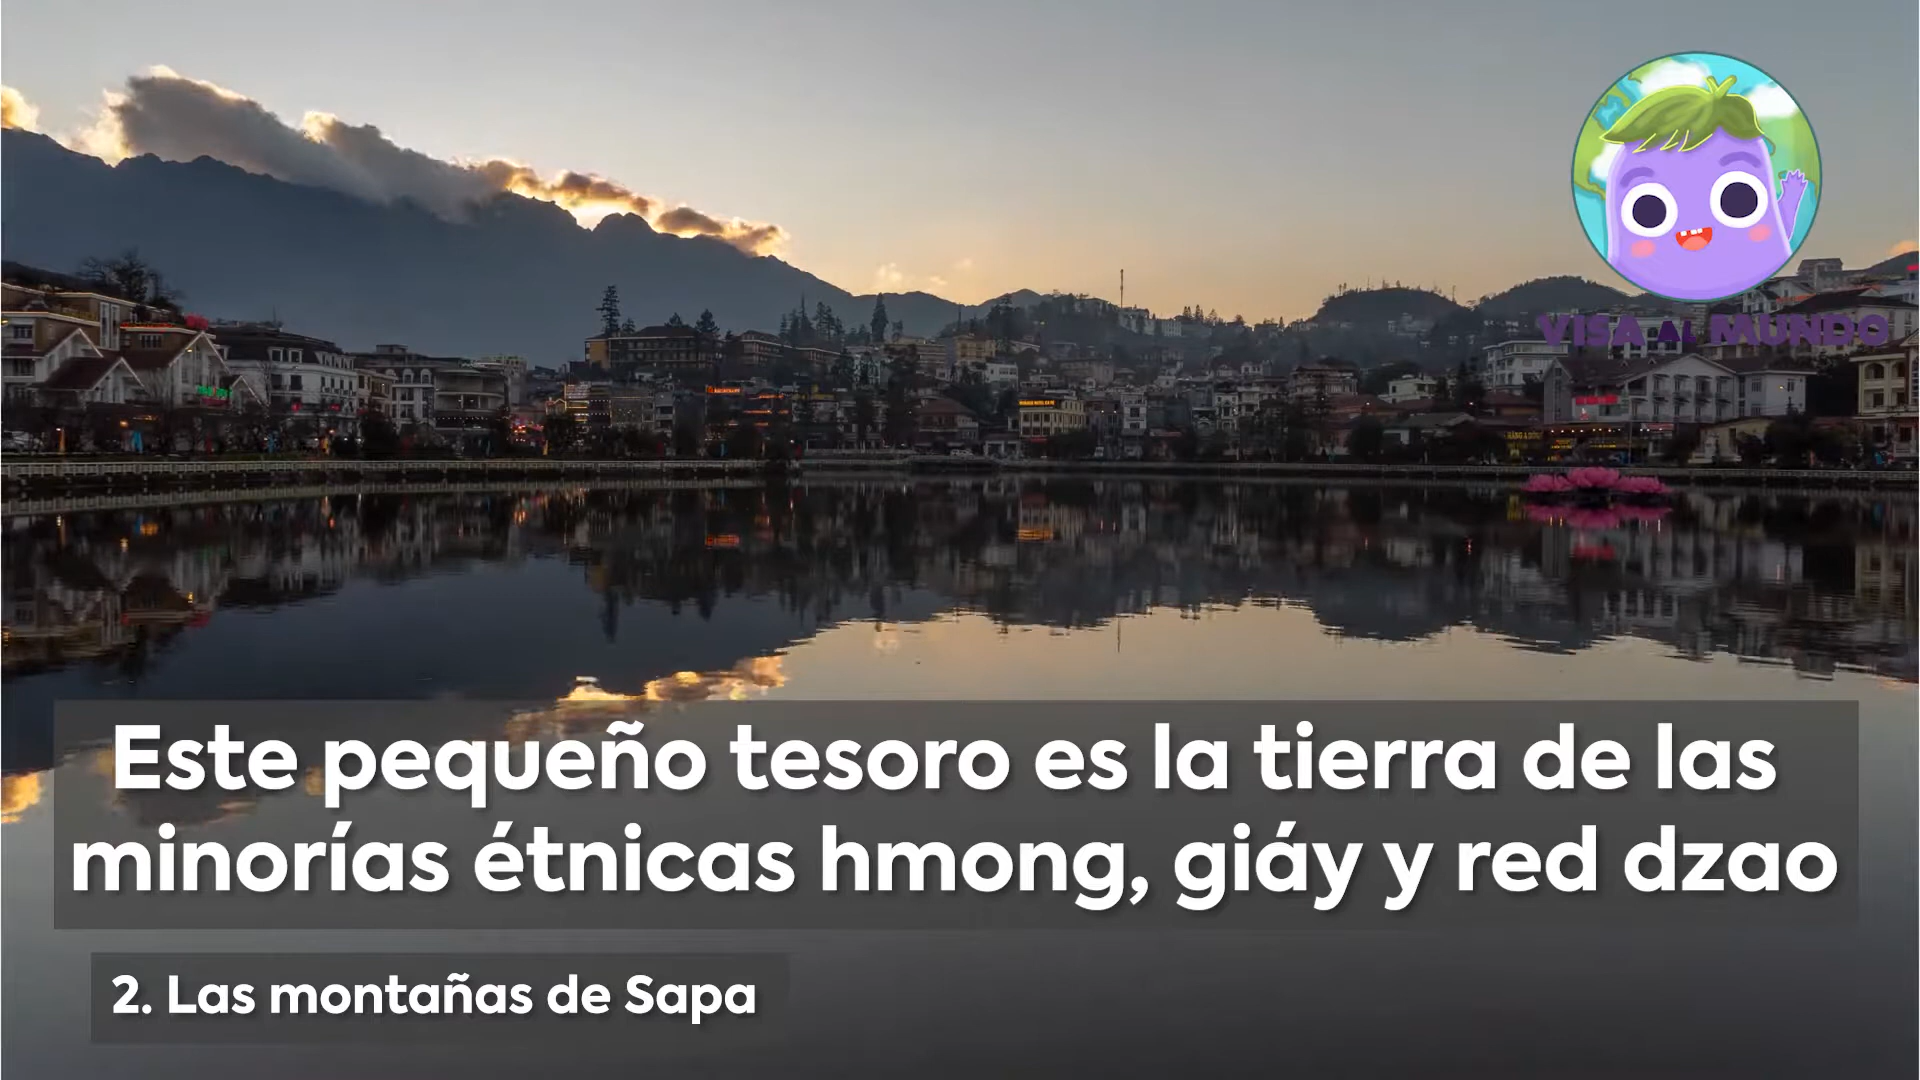 VISA AL MUNDO
Este pequeño tesoro es la tierra de las
minorías étnicas hmong, giáy y red dzao
2. Las montañas de Sapa